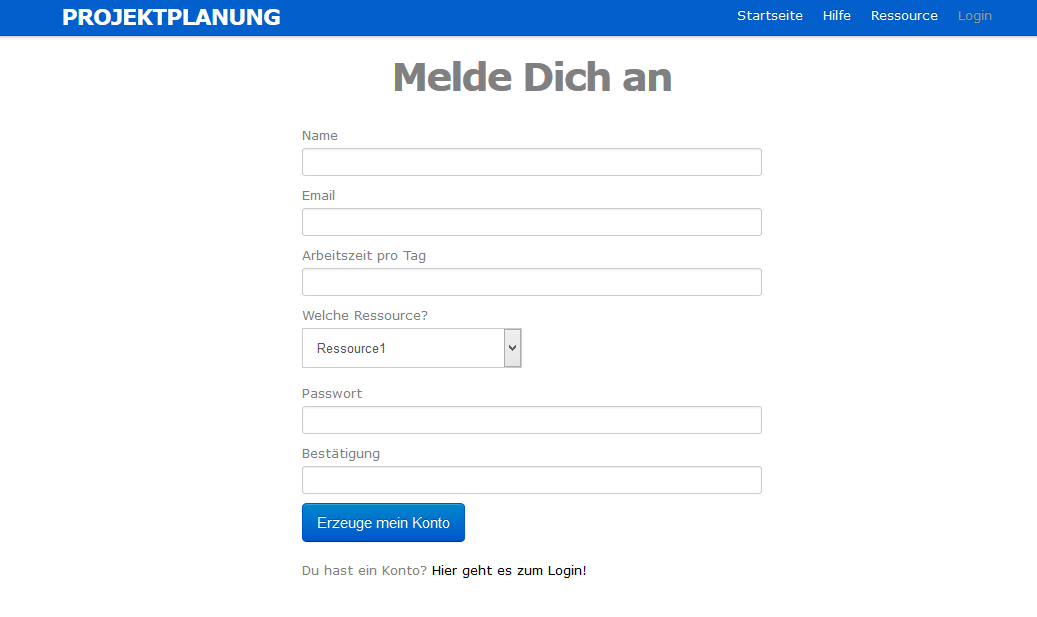 PROJEKTPLANUNG Startseite Hilfe Ressource Login
Melde Dich an
Name
Email
Arbeitszeit pro Tag
Welche Ressource?
Ressource1
Passwort
Bestätigung
Erzeuge mein Konto
Du hast ein Konto? Hier geht es zum Login!